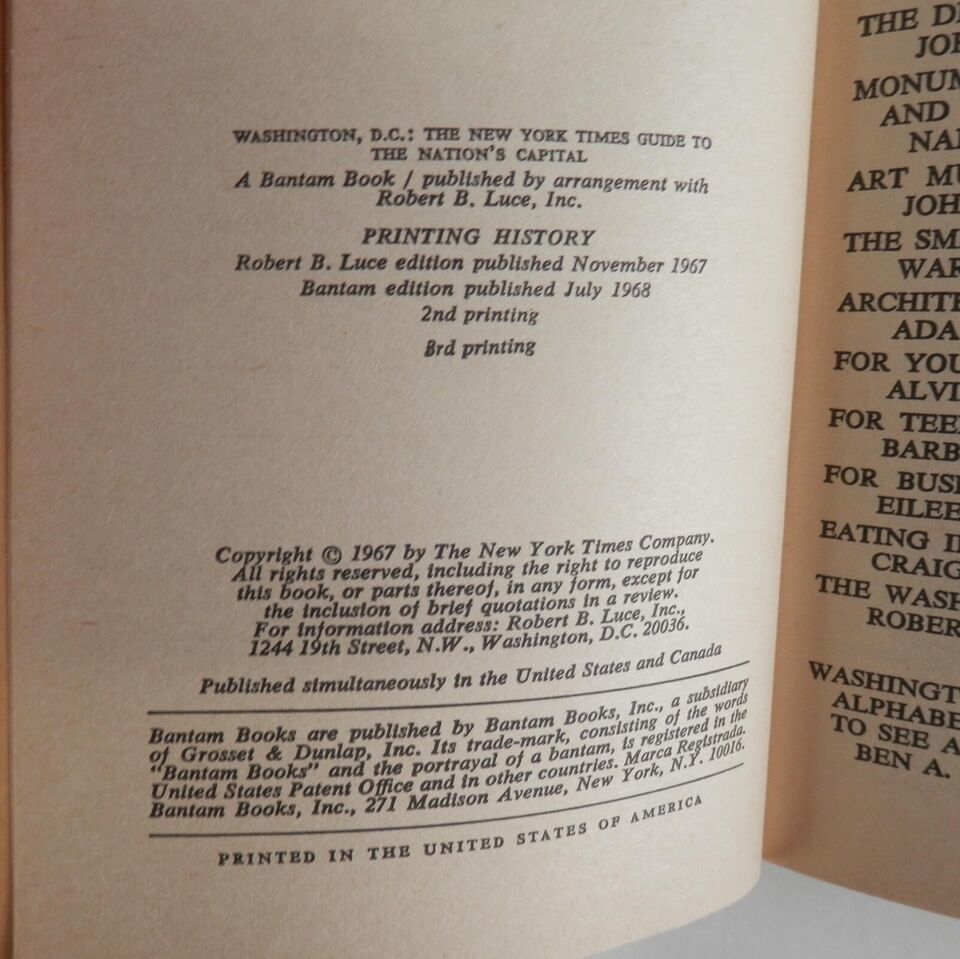 WASHINGTON, D.C.: THE NEW YORK TIMES GUIDE TO
THE NATION'S CAPITAL
A Bantam Book / published by arrangement with
Robert B. Luce, Inc.
PRINTING HISTORY
Robert B. Luce edition published November 1967
Bantam edition published July 1968
2nd printing
3rd printing
Copyright © 1967 by The New York Times Company.
All rights reserved, including the right to reproduce
this book, or parts thereof, in any form, except for
the inclusion of brief quotations in a review.
For information address: Robert B. Luce, Inc.,
1244 19th Street, N.W., Washington, D.C. 20036.
Published simultaneously in the United States and Canada
Bantam Books are published by Bantam Books, Inc., a subsidiary
of Grosset & Dunlap, Inc. Its trade-mark, consisting of the words
"Bantam Books" and the portrayal of a bantam, is registered in the
United States Patent Office and in other countries. Marca Registrada.
Bantam Books, Inc., 271 Madison Avenue, New York, N.Y. 10016.
PRINTED IN THE UNITED STATES OF AMERICA
THE
MONUM
AND
NA
ART MU
JOH
THE SM
WAR
ARCHITE
ADA
FOR YOU
ALVI
FOR TEE
BARB
FOR BUS
EILEE
EATING
CRAIG
THE WASH
ROBER
WASHINGT
ALPHABE
TO SEE A
BEN A.